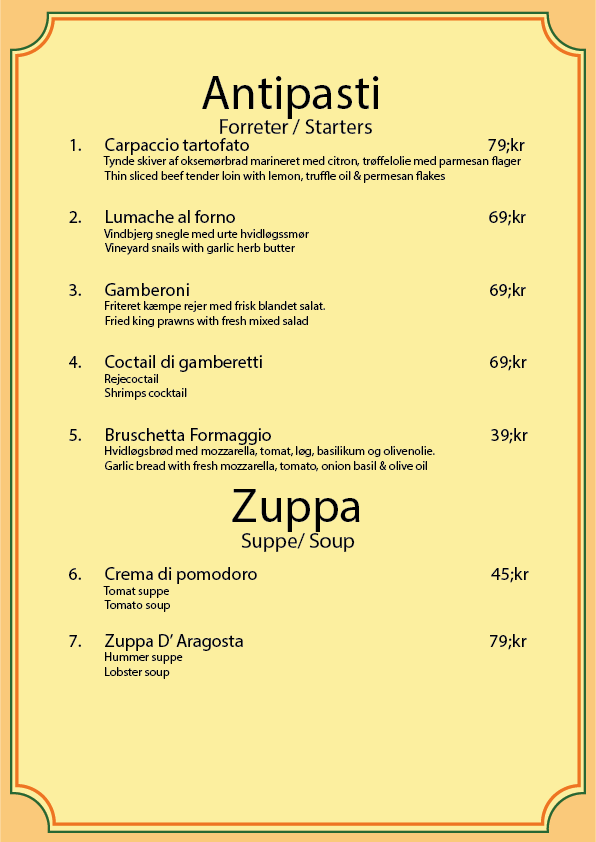 Antipasti
Forreter / Starters
1. Carpaccio tartofato 79;kr
Tynde skiver af oksemørbrad marineret med citron, trøffelolie med parmesan flager
Thin sliced beef tender loin with lemon, truffle oil & permesan flakes
2. Lumache al forno 69;kr
Vindbjerg snegle med urte hvidløgssmør
Vineyard snails with garlic herb butter
3. Gamberoni 69;kr
Friteret kæmpe rejer med frisk blandet salat.
Fried king prawns with fresh mixed salad
4. Coctail di gamberetti 69;kr
Rejecoctail
Shrimps cocktail
5. Bruschetta Formaggio 39;kr
Hvidløgsbrød med mozzarella, tomat, løg, basilikum og olivenolie.
Garlic bread with fresh mozzarella, tomato, onion basil & olive oil
Zuppa
Suppe/ Soup
6. Crema di pomodoro 45;kr
Tomat suppe
Tomato soup
7. Zuppa D’ Aragosta 79;kr
Hummer suppe
Lobster soup